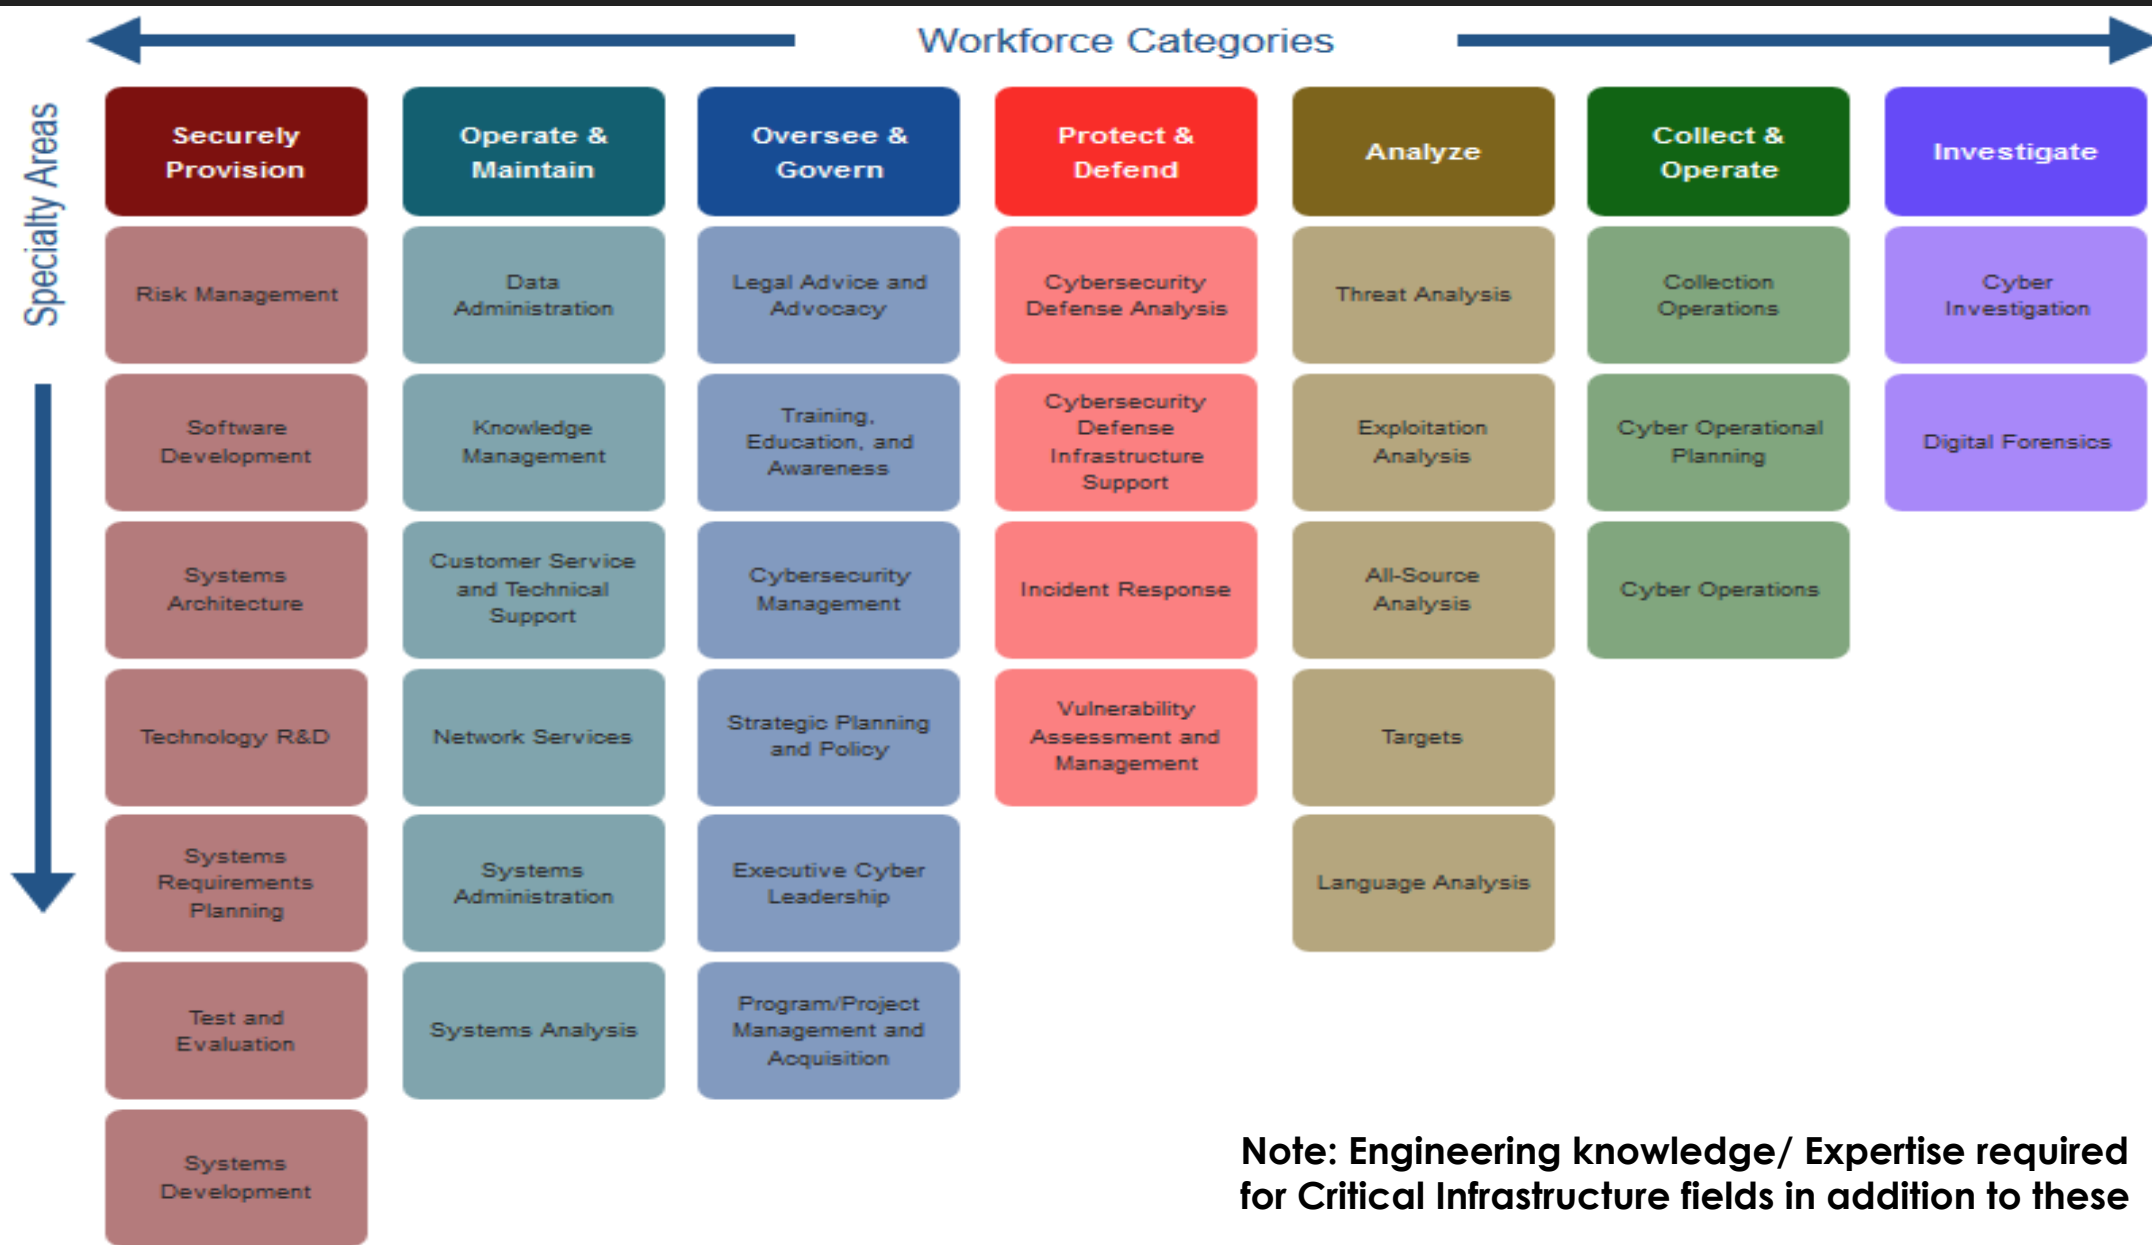 Workforce Categories
Specialty Areas
Securely
Provision
Operate &
Maintain
Oversee &
Govern
Protect &
Defend
Analyze
Collect &
Operate
Investigate
Risk Management
Data
Administration
Legal Advice and
Advocacy
Cybersecurity
Defense Analysis
Threat Analysis
Collection
Operations
Cyber
Investigation
Software
Development
Knowledge
Management
Training,
Education, and
Awareness
Cybersecurity
Defense
Infrastructure
Support
Exploitation
Analysis
Cyber Operational
Planning
Digital Forensics
Systems
Architecture
Customer Service
and Technical
Support
Cybersecurity
Management
Incident Response
All-Source
Analysis
Cyber Operations
Technology R&D
Network Services
Strategic Planning
and Policy
Vulnerability
Assessment and
Management
Targets
Systems
Requirements
Planning
Systems
Administration
Executive Cyber
Leadership
Language Analysis
Test and
Evaluation
Systems Analysis
Program/Project
Management and
Acquisition
Systems
Development
Note: Engineering knowledge/ Expertise required
for Critical Infrastructure fields in addition to these